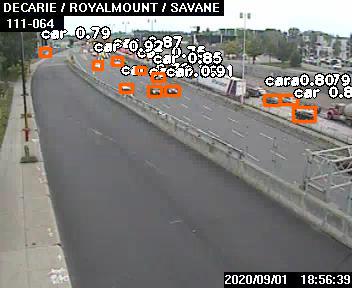 DECARIE / ROYALMOUNT / SAVANE
111-064
car 0.79
car 0.92
car 0.85
car 0.91
car 0.8
2020/09/01 18:56:39